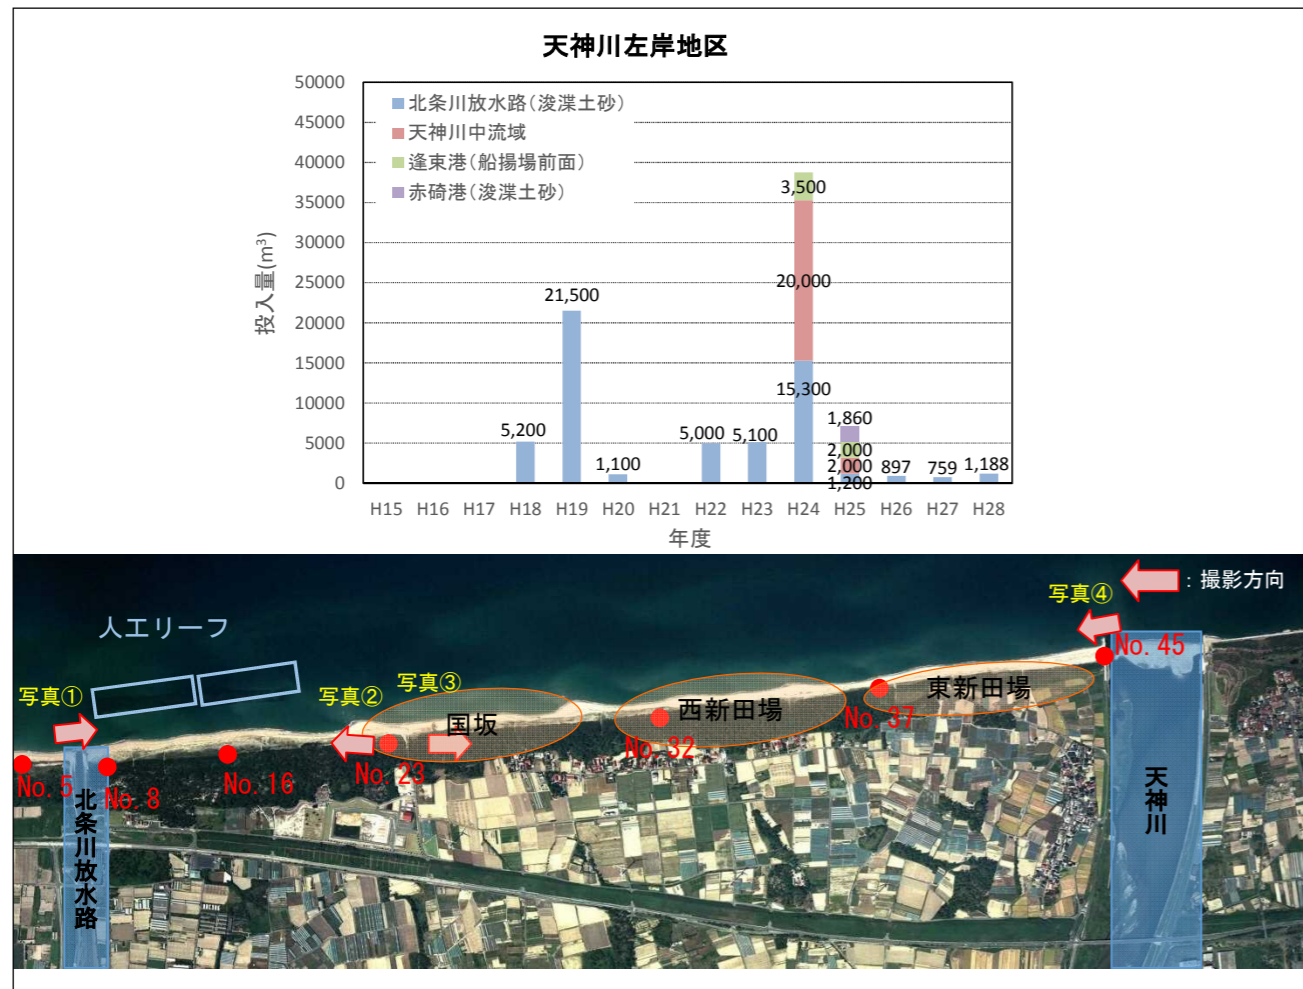 天神川左岸地区
50000
45000
40000
35000
30000
25000
20000
15000
10000
5000
0
投入量(m³)
北条川放水路(浚渫土砂)
天神川中流域
逢束港(船揚場前面)
赤碕港(浚渫土砂)
5,200
21,500
1,100
5,000
5,100
3,500
20,000
15,300
1,860
2,000
2,000
1,200
897
759
1,188
H15 H16 H17 H18 H19 H20 H21 H22 H23 H24 H25 H26 H27 H28
年度
:撮影方向
写真④
人工リーフ
No. 45
写真①
写真②
写真③
国坂
西新田場
東新田場
No. 37
No. 32
No. 23
No. 16
No. 5
No. 8
北条川放水路
天神川